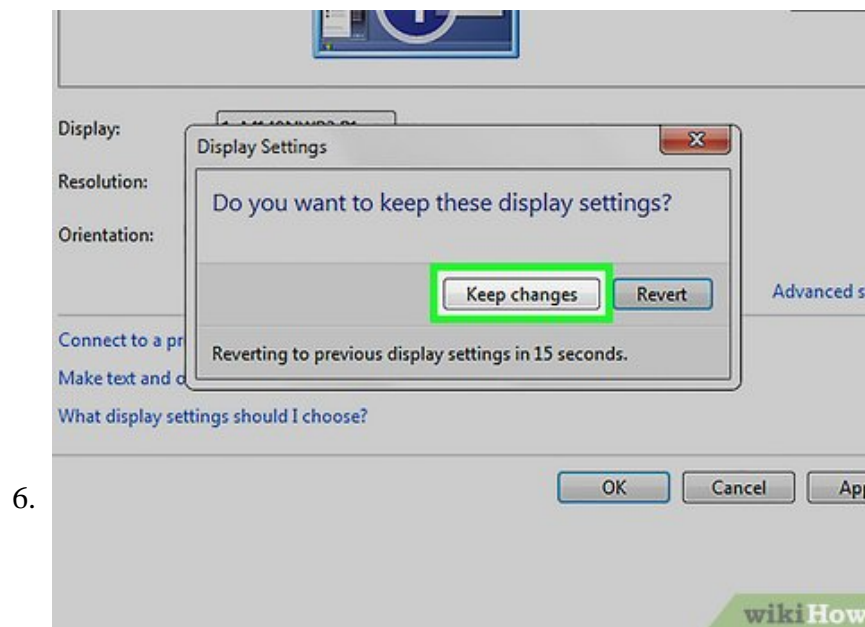 Display:
Display Settings
Resolution:
Do you want to keep these display settings?
Orientation:
Keep changes
Revert
Advanced
Connect to a
Reverting to previous display settings in 15 seconds.
Make text and
What display settings should I choose?
6.
OK
Cancel
wikiHow